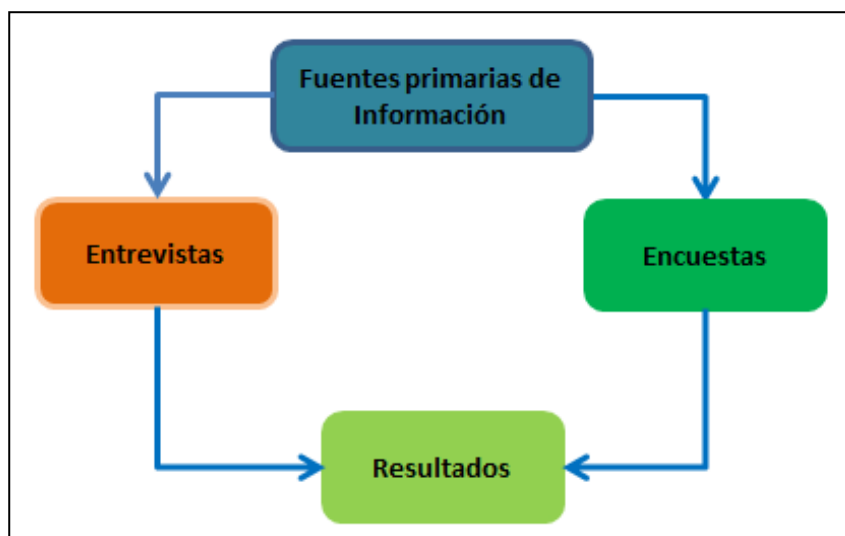 Fuentes primarias de
Información
Entrevistas
Encuestas
Resultados